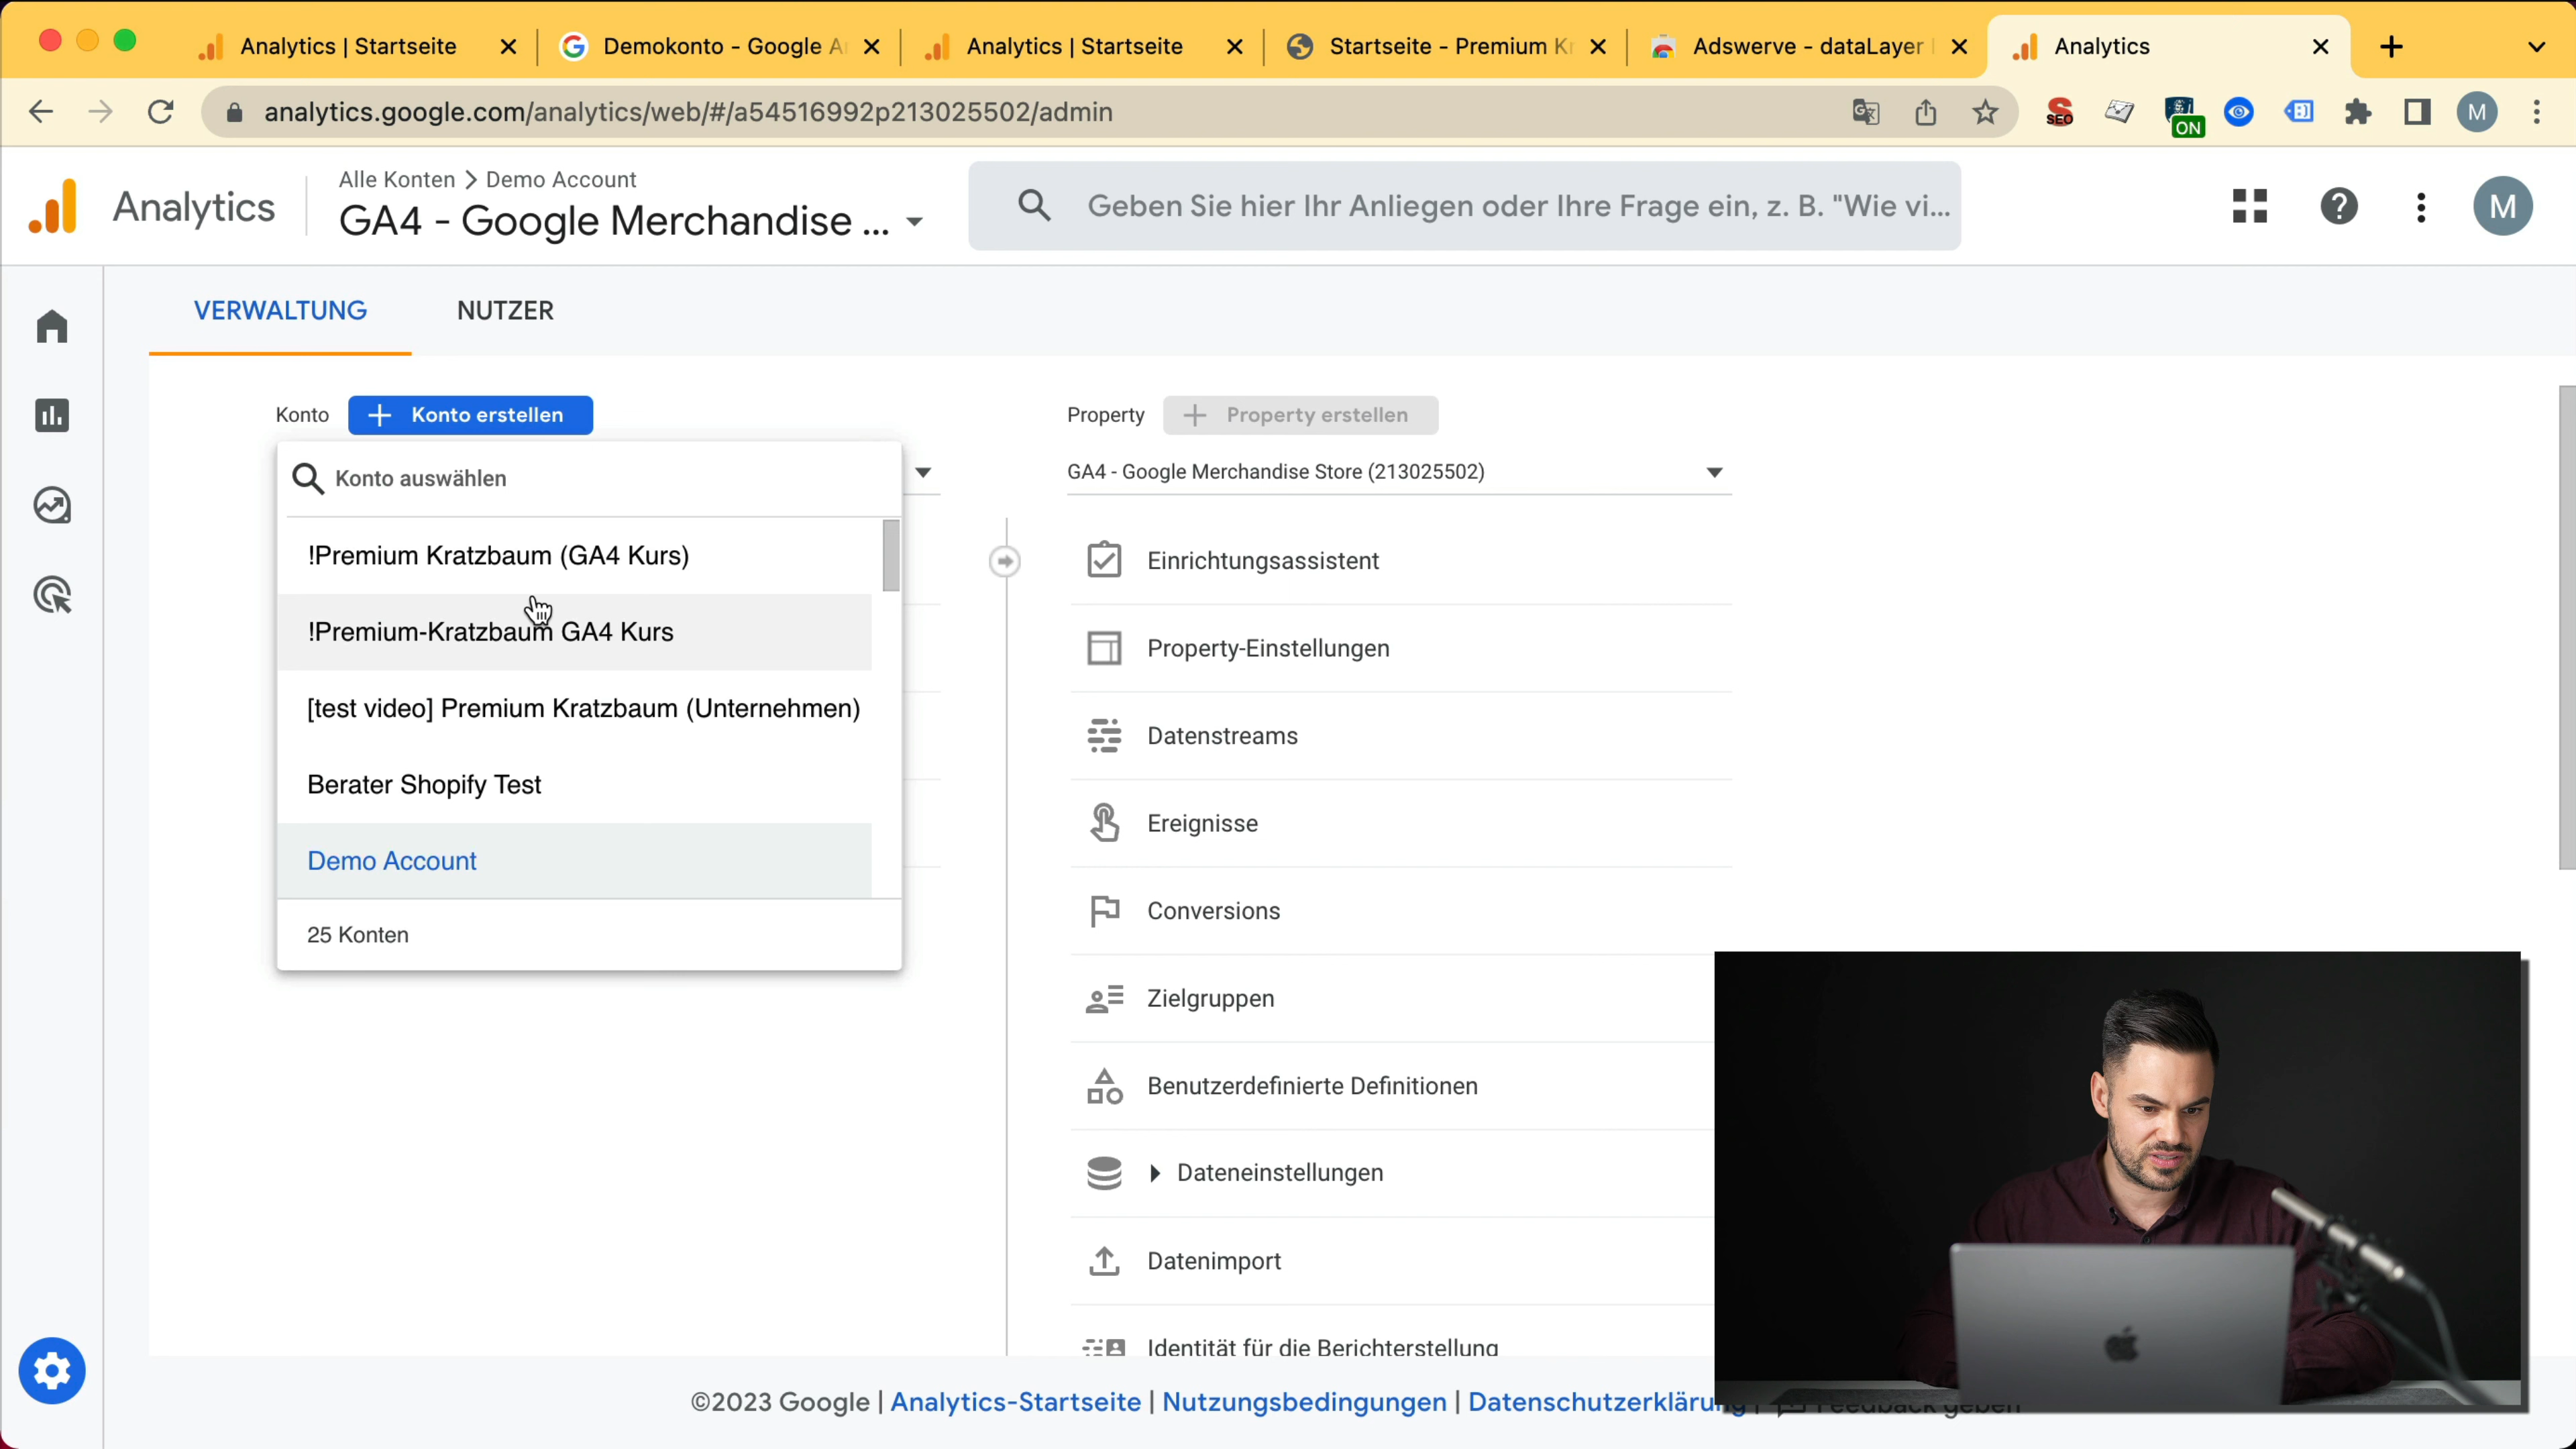 Analytics | Startseite
Demokonto - Google A
Analytics | Startseite
Startseite - Premium K
Adswerve - dataLayer
Analytics
analytics.google.com/analytics/web/#/a54516992p213025502/admin
SEO
ON
M
Analytics
Alle Konten > Demo Account
GA4 - Google Merchandise ...
Geben Sie hier Ihr Anliegen oder Ihre Frage ein, z. B. "Wie vi...
M
VERWALTUNG
NUTZER
Konto
+ Konto erstellen
Property
+ Property erstellen
Konto auswählen
GA4 - Google Merchandise Store (213025502)
!Premium Kratzbaum (GA4 Kurs)
!Premium-Kratzbaum GA4 Kurs
[test video] Premium Kratzbaum (Unternehmen)
Berater Shopify Test
Demo Account
25 Konten
Einrichtungsassistent
Property-Einstellungen
Datenstreams
Ereignisse
Conversions
Zielgruppen
Benutzerdefinierte Definitionen
Dateneinstellungen
Datenimport
Identität für die Berichterstellung
©2023 Google | Analytics-Startseite | Nutzungsbedingungen | Datenschutzerkläru
Feedback geben